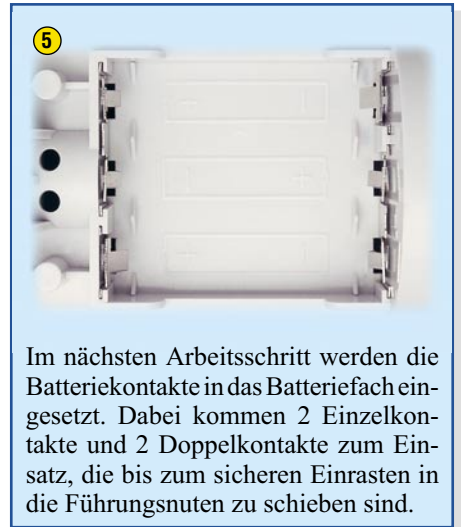 5
Im nächsten Arbeitsschritt werden die
Batteriekontakte in das Batteriefach ein-
gesetzt. Dabei kommen 2 Einzelkon-
takte und 2 Doppelkontakte zum Ein-
satz, die bis zum sicheren Einrasten in
die Führungsnuten zu schieben sind.